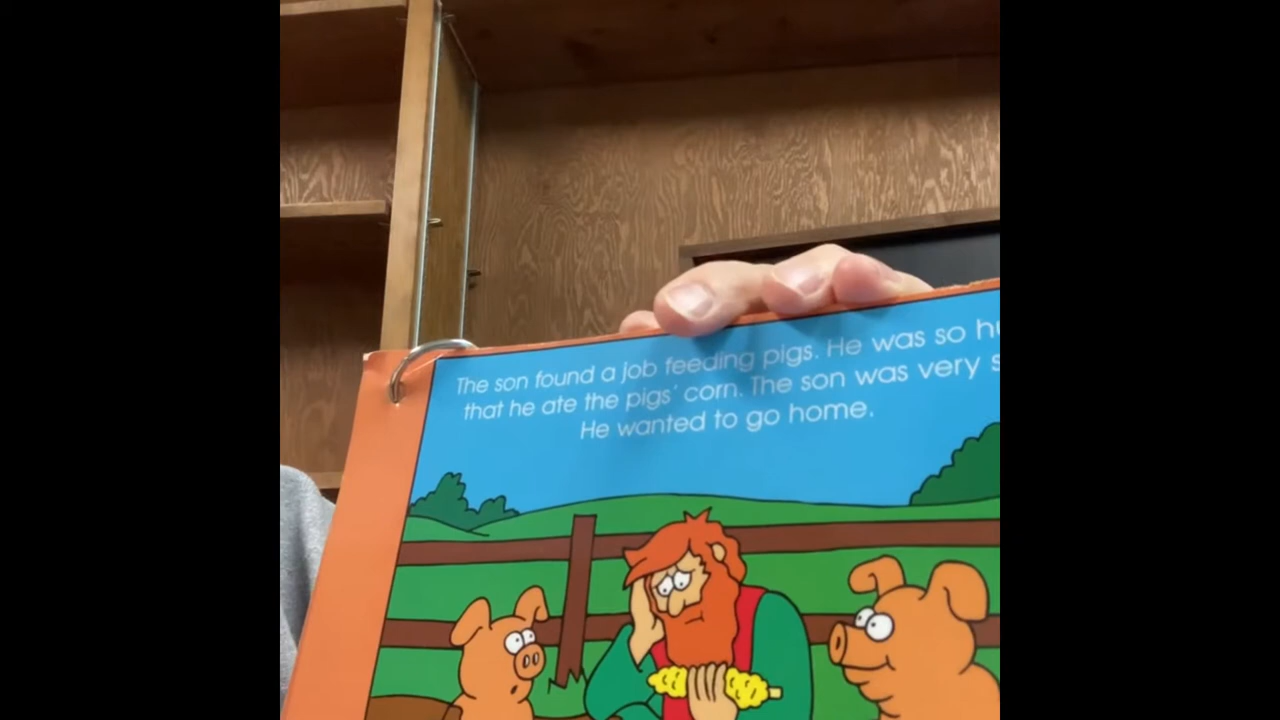 The son found a job feeding pigs. He was so
that he ate the pigs' corn. The son was very
He wanted to go home.